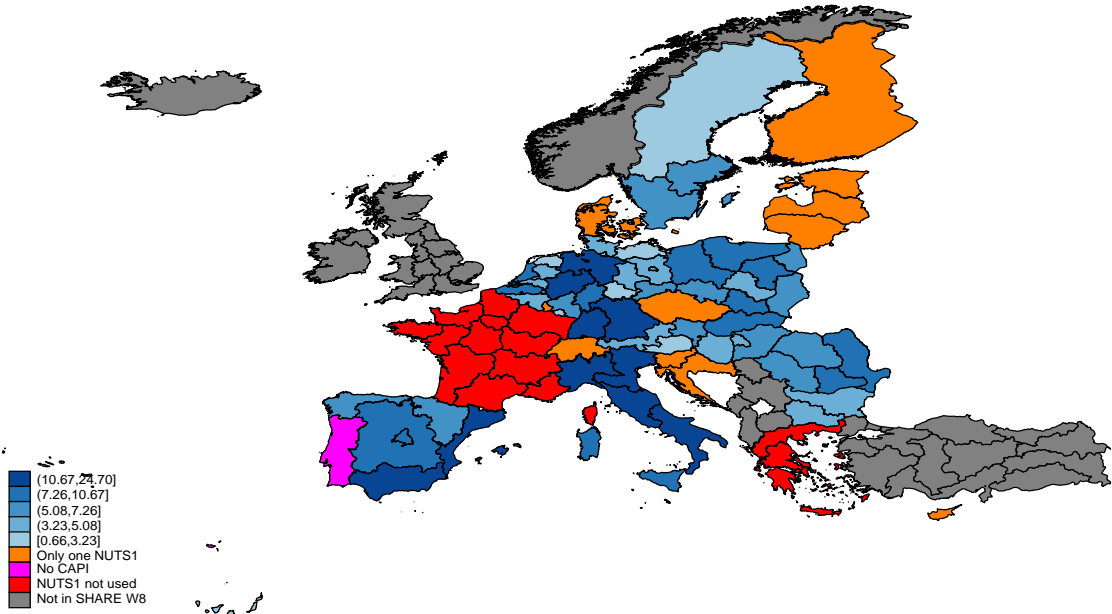 (10.67,24.70]
(7.26,10.67]
(5.08,7.26]
(3.23,5.08]
[0.66,3.23]
Only one NUTS1
No CAPI
NUTS1 not used
Not in SHARE W8